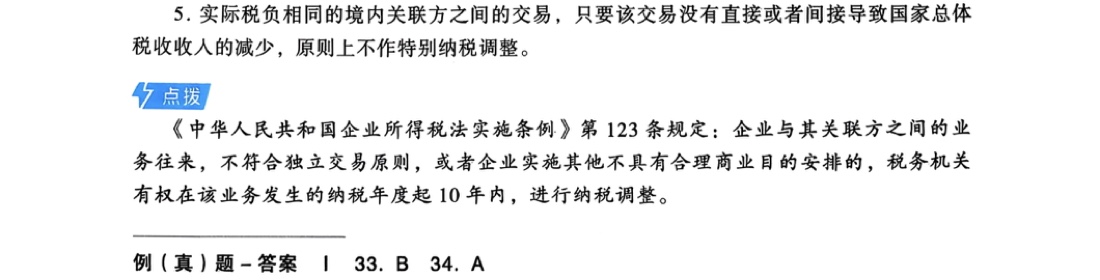 5. 实际税负相同的境内关联方之间的交易，只要该交易没有直接或者间接导致国家总体
税收收人的减少，原则上不作特别纳税调整。
点拨
《中华人民共和国企业所得税法实施条例》第 123 条规定：企业与其关联方之间的业
务往来，不符合独立交易原则，或者企业实施其他不具有合理商业目的安排的，税务机关
有权在该业务发生的纳税年度起 10 年内，进行纳税调整。
例（真）题－答案 | 33. B 34. A